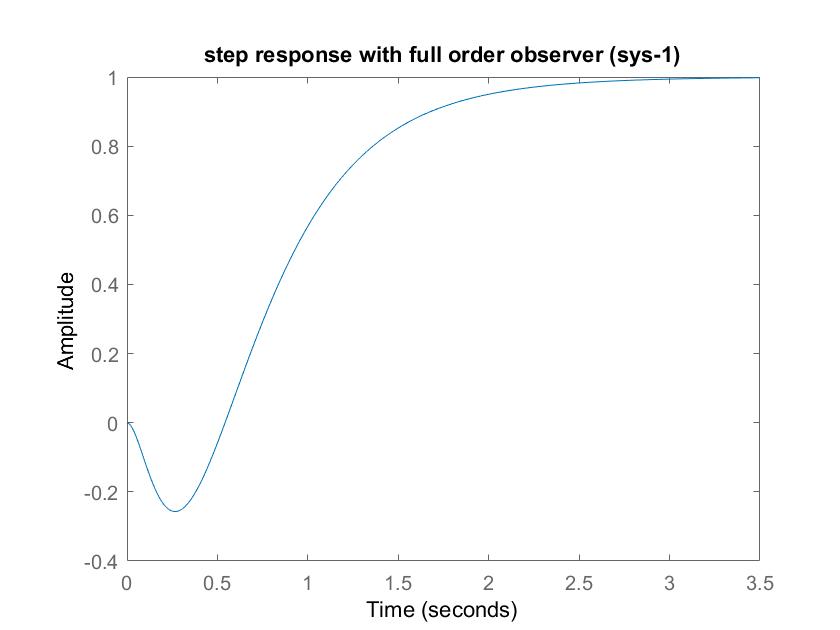 step response with full order observer (sys-1)
1
0.8
0.6
0.4
0.2
0
-0.2
-0.4
Amplitude
0 0.5 1 1.5 2 2.5 3 3.5
Time (seconds)